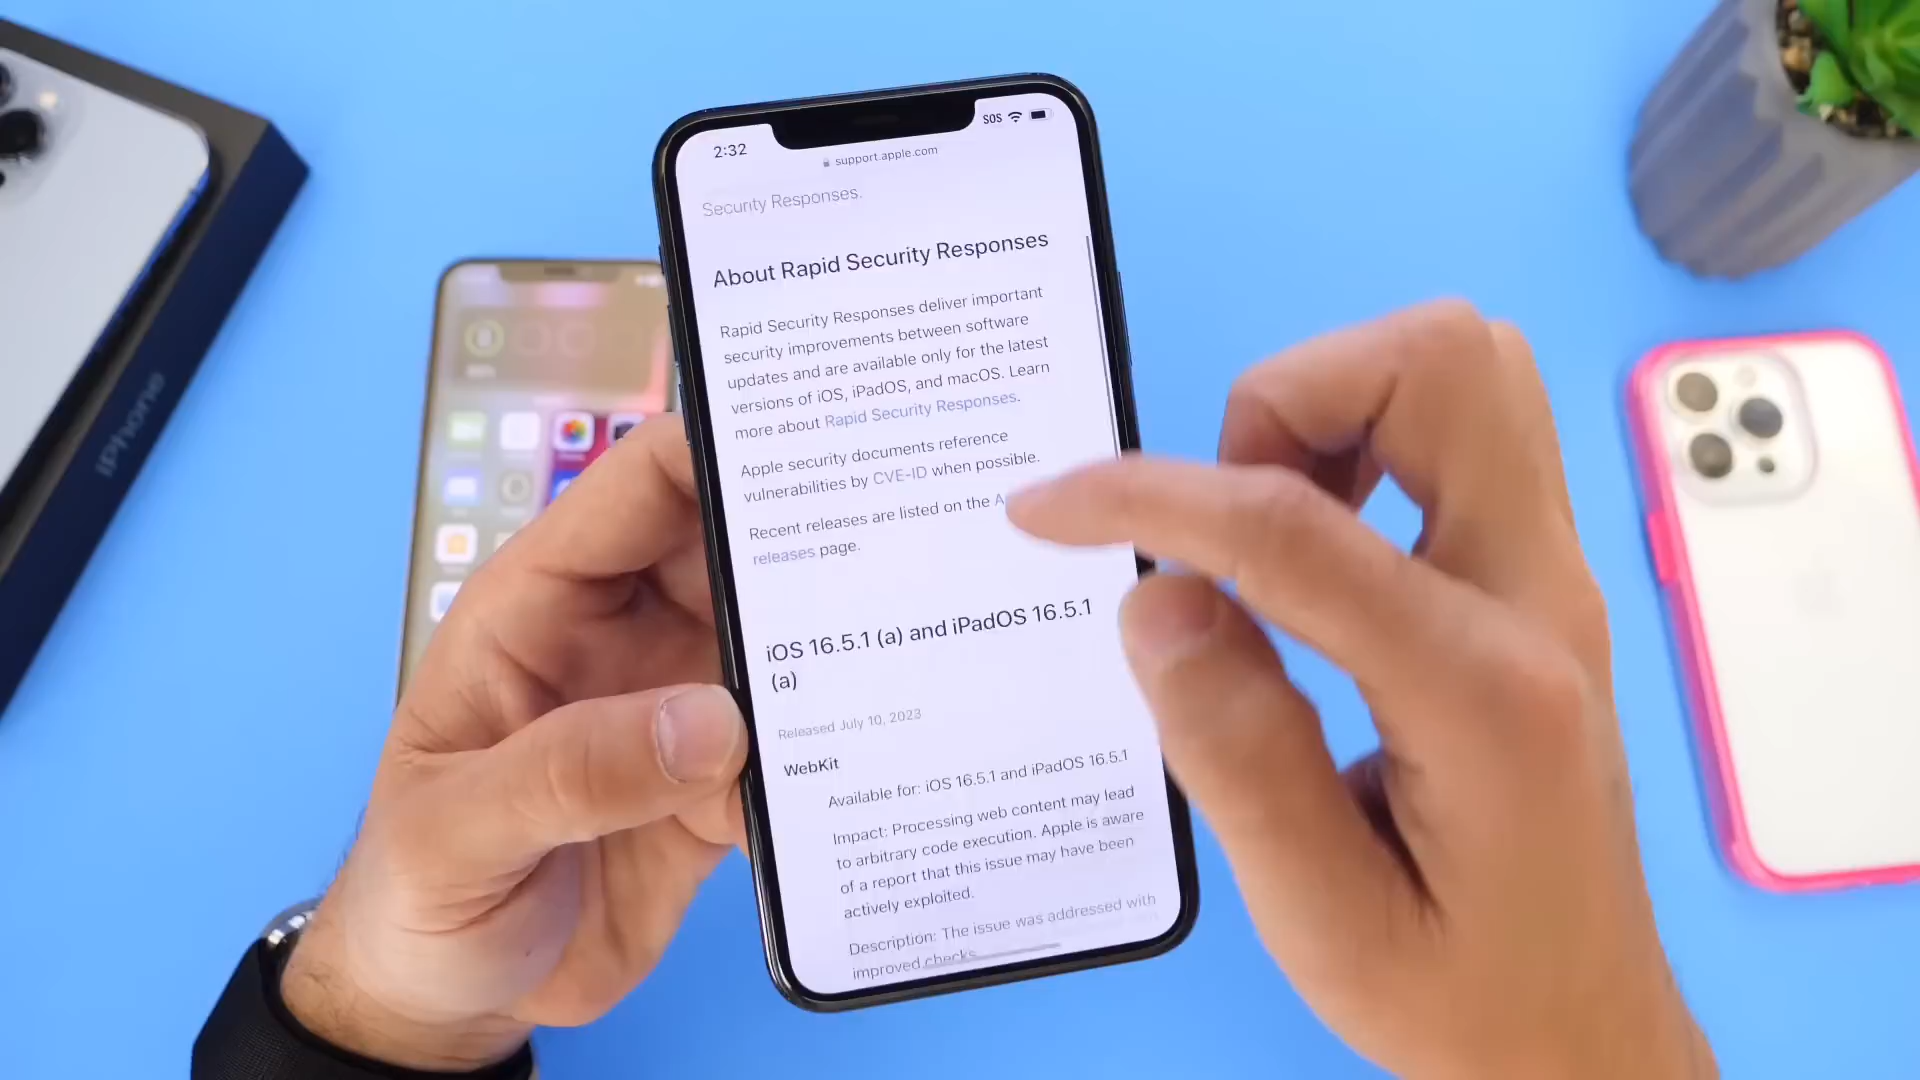 iPhone
2:32
SOS
support.apple.com
Security Responses.
About Rapid Security Responses
Rapid Security Responses deliver important
security improvements between software
updates and are available only for the latest
versions of iOS, iPadOS, and macOS. Learn
more about Rapid Security Responses.
Apple security documents reference
vulnerabilities by CVE-ID when possible.
Recent releases are listed on the
releases page.
iOS 16.5.1 (a) and iPadOS 16.5.1
(a)
Released July 10, 2023
WebKit
Available for: iOS 16.5.1 and iPadOS 16.5.1
Impact: Processing web content may lead
to arbitrary code execution. Apple is aware
of a report that this issue may have been
actively exploited.
Description: The issue was addressed with
improved checks.